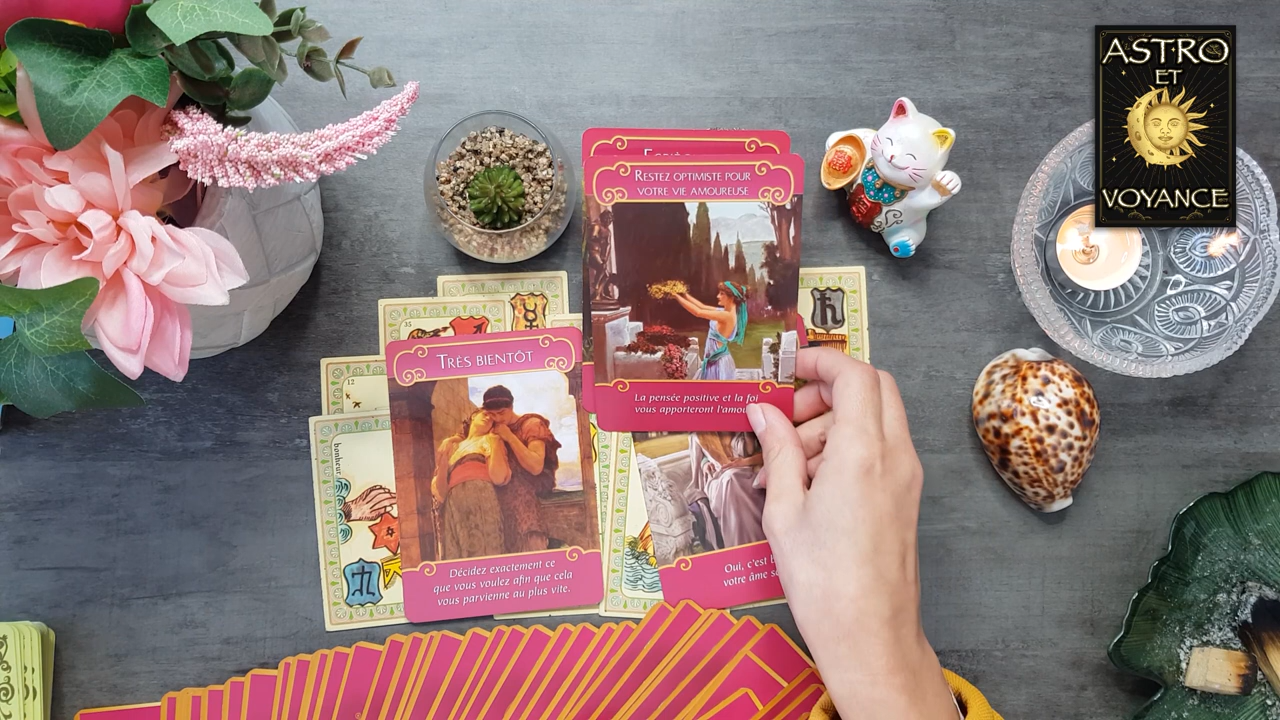 ASTRO
ET
VOYANCE
RESTEZ OPTIMISTE POUR
VOTRE VIE AMOUREUSE
La pensée positive et la foi
vous apporteront
35
12
TRÈS BIENTÔT
bonheur
Décidez exactement ce
que vous voulez afin que cela
vous parvienne au plus vite.
Oui, c'est
votre âme